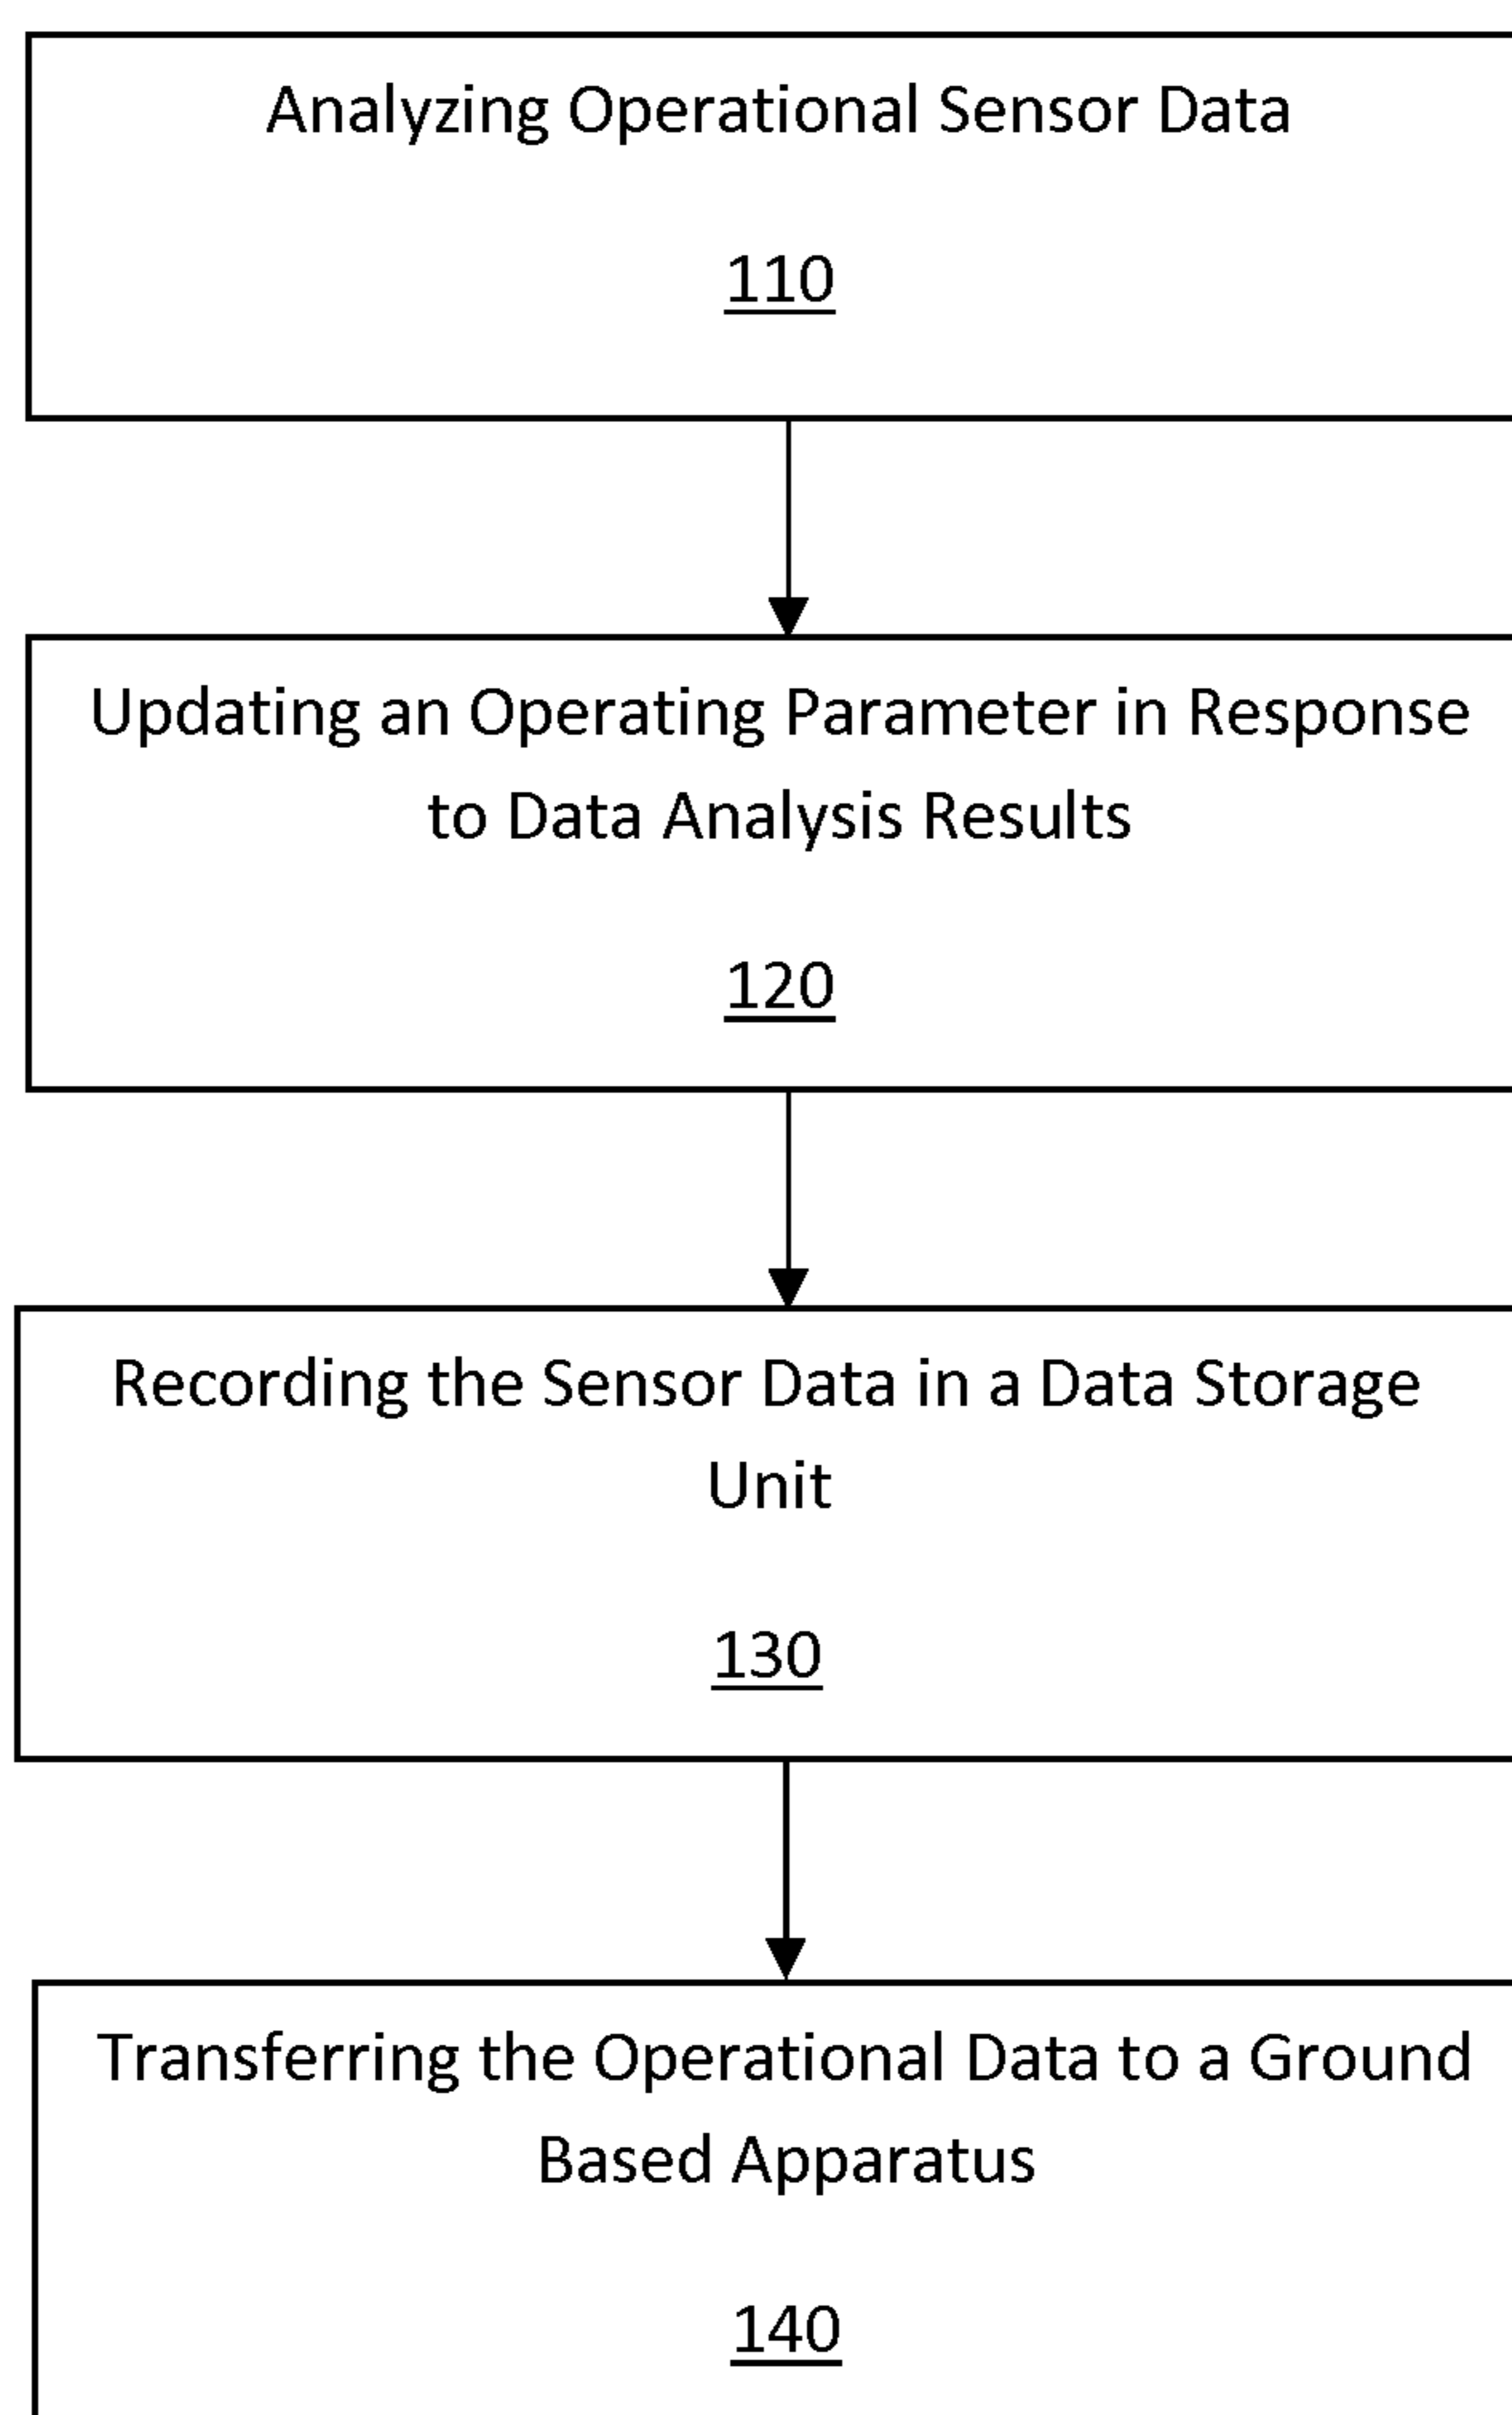 Analyzing Operational Sensor Data
110
Updating an Operating Parameter in Response
to Data Analysis Results
120
Recording the Sensor Data in a Data Storage
Unit
130
Transferring the Operational Data to a Ground
Based Apparatus
140